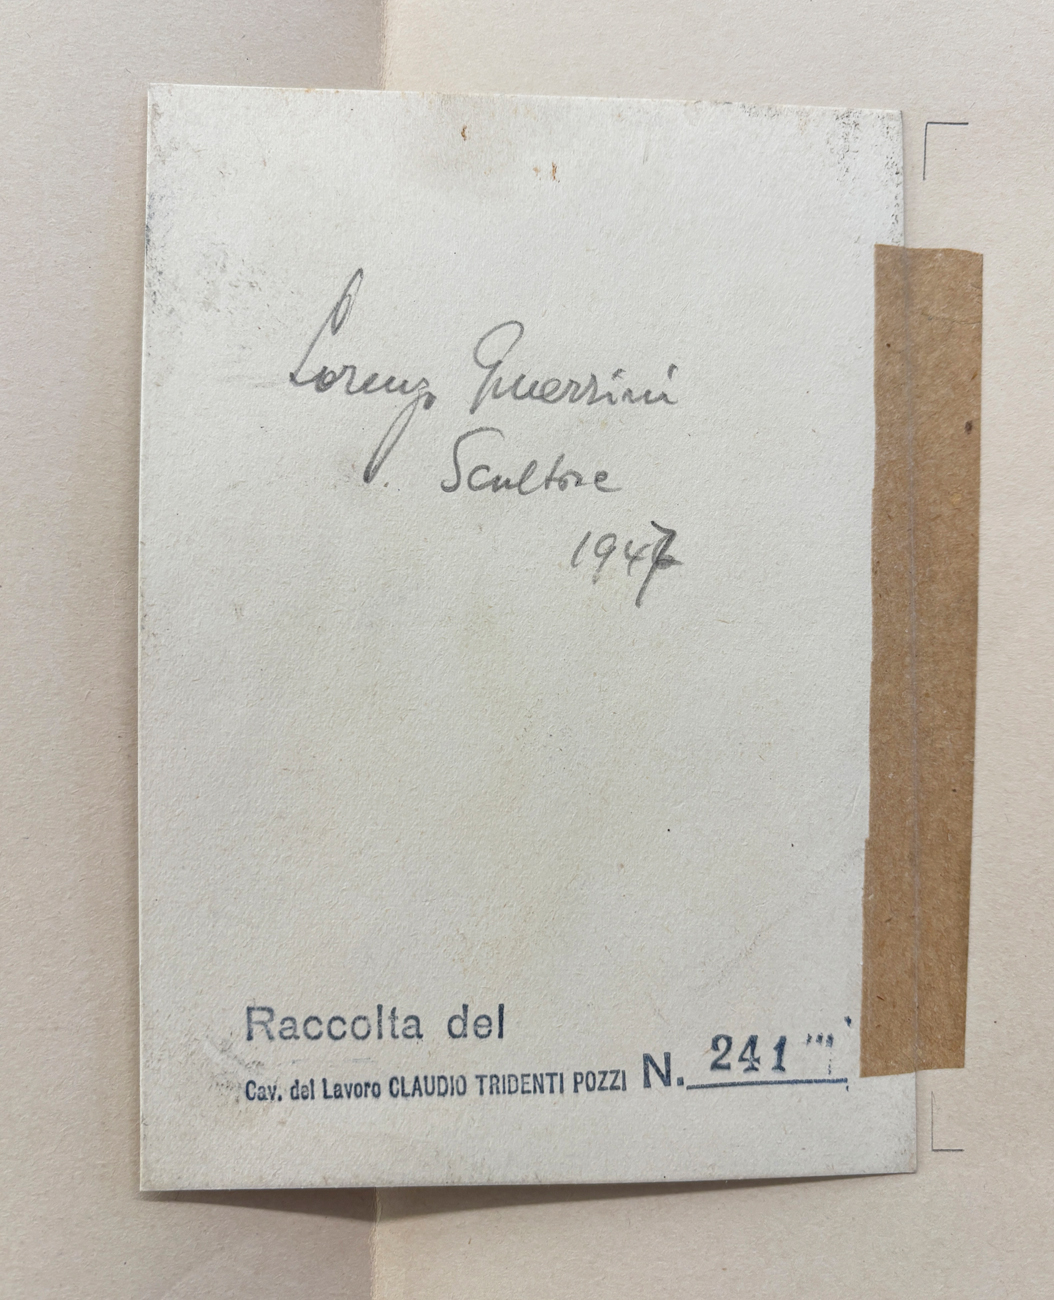 Lorenzo Guerrini
Scultore
1947
Raccolta del
Cav. del Lavoro CLAUDIO TRIDENTI POZZI N. 241